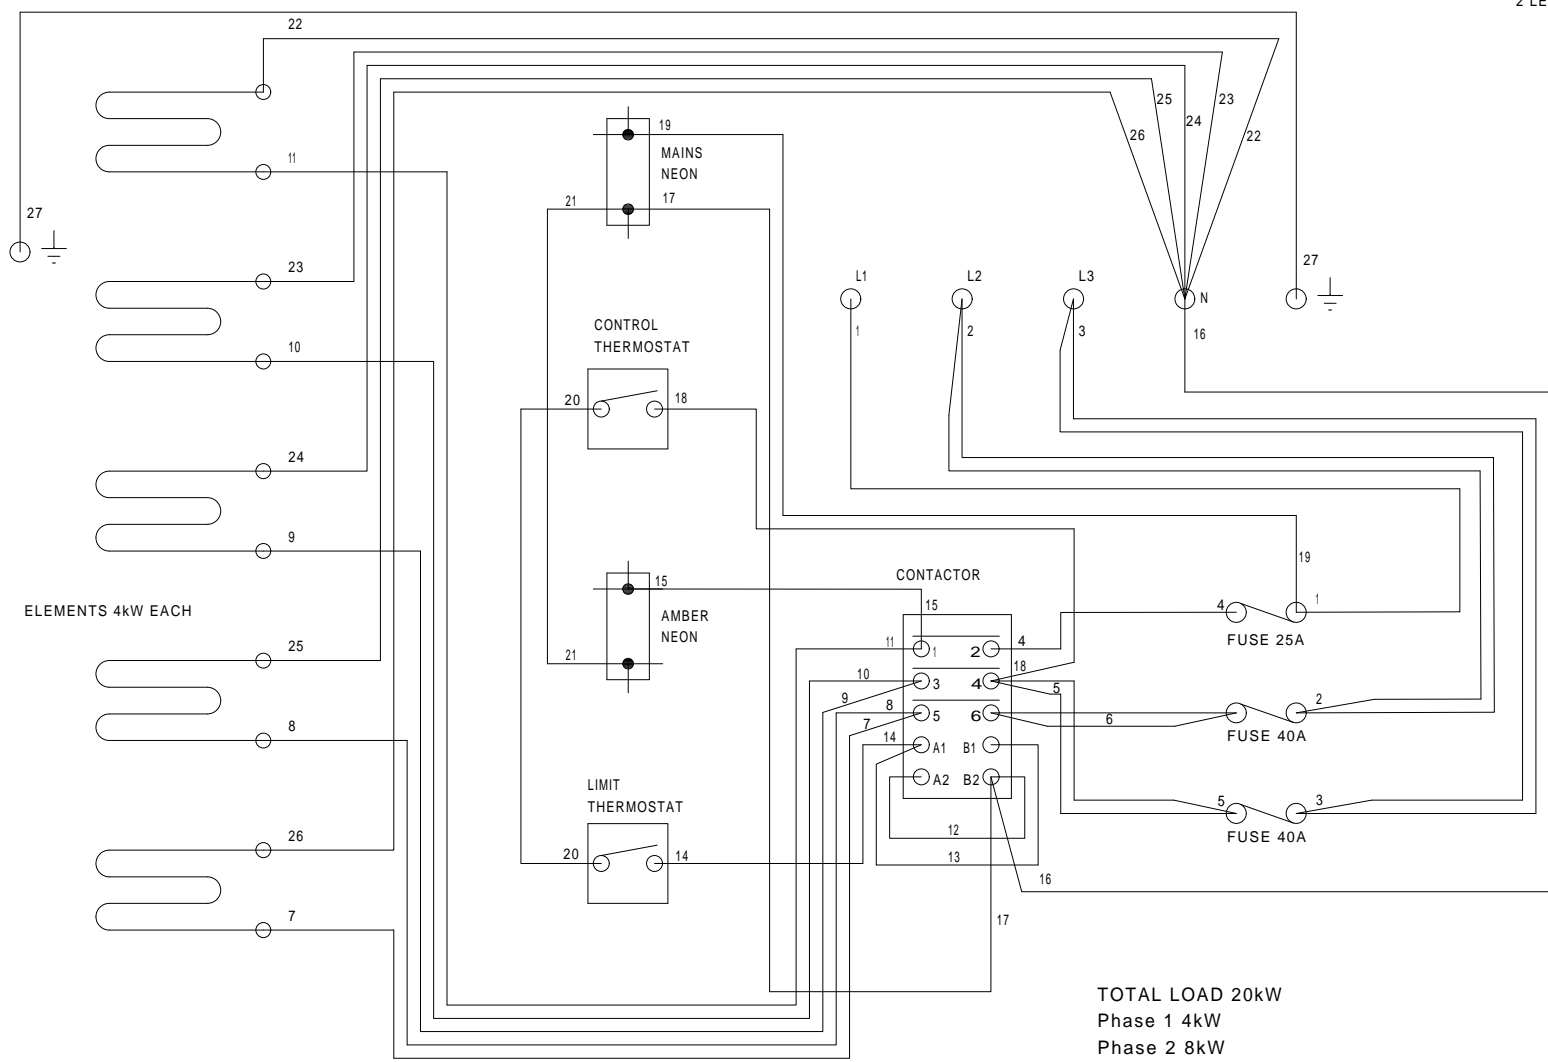 2 LE
22
25
23
24
26
22
19
MAINS
NEON
11
21
17
27
23
27
L1
L2
L3
N
1
2
3
16
CONTROL
THERMOSTAT
10
20
18
24
9
19
15
CONTACTOR
ELEMENTS 4kW EACH
AMBER
NEON
15
4
1
FUSE 25A
25
21
11
1
2
4
18
10
3
4
5
9
2
8
8
5
6
6
FUSE 40A
7
14
A1
B1
LIMIT
THERMOSTAT
A2
B2
5
3
FUSE 40A
26
12
20
14
13
16
7
17
TOTAL LOAD 20kW
Phase 1 4kW
Phase 2 8kW